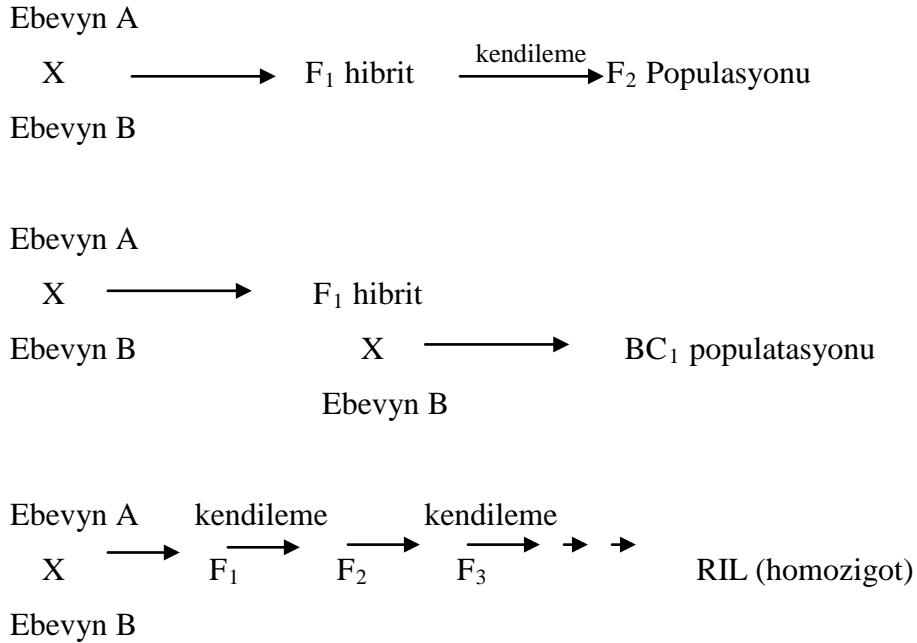 Ebevyn A
kendileme
X F₁ hibrit F₂ Populasyonu
Ebevyn B
Ebevyn A
X F₁ hibrit
Ebevyn B X BC₁ populatasyonu
Ebevyn B
Ebevyn A kendileme kendileme
X F₁ F₂ F₃ RIL (homozigot)
Ebevyn B